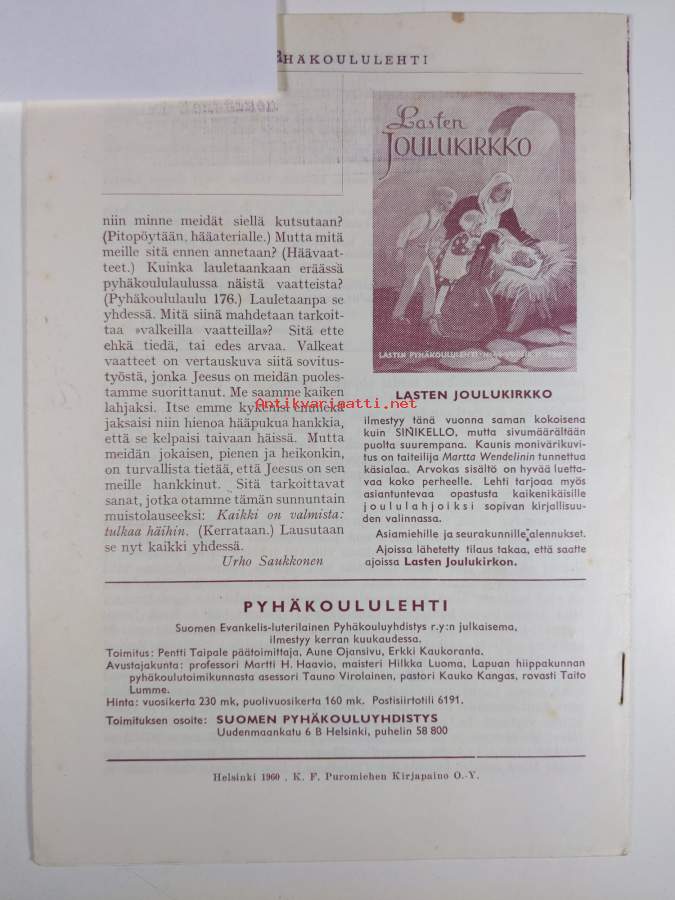 HÄKOULULEHTI
niin minne meidät siellä kutsutaan?
(Pitopöytään, hääaterialle.) Mutta mitä
meille sitä ennen annetaan? (Häävaat-
teet.) Kuinka lauletaankaan eräässä
pyhäkoululaulussa näistä vaatteista?
(Pyhäkoululaulu 176.) Lauletaanpa se
yhdessä. Mitä siinä mahdetaan tarkoit-
taa »valkeilla vaatteilla»? Sitä ette
ehkä tiedä, tai edes arvaa. Valkeat
vaatteet on vertauskuva siitä sovitus-
työstä, jonka Jeesus on meidän puoles-
tamme suorittanut. Me saamme kaiken
lahjaksi. Itse emme kykenisi emmekä
jaksaisi niin hienoa hääpukua hankkia,
että se kelpaisi taivaan häissä. Mutta
meidän jokaisen, pienen ja heikonkin,
on turvallista tietää, että Jeesus on sen
meille hankkinut. Sitä tarkoittavat
sanat, jotka otamme tämän sunnuntain
muistolauseeksi: Kaikki on valmista:
tulkaa häihin. (Kerrataan.) Lausutaan
se nyt kaikki yhdessä.
Urho Saukkonen
Lasten
JOULUKIRKKO
LASTEN PYHÄKOULULEHTI
1960
LASTEN JOULUKIRKKO
ilmestyy tänä vuonna saman kokoisena
kuin SINIKELLO, mutta sivumäärältään
puolta suurempana. Kaunis monivärikuvi-
tus on taiteilija Martta Wendelinin tunnettua
käsialaa. Arvokas sisältö on hyvää luetta-
vaa koko perheelle. Lehti tarjoaa myös
asiantuntevaa opastusta kaikenikäisille
joululahjoiksi sopivan kirjallisuu-
den valinnassa.
Asiamiehille ja seurakunnille alennukset.
Ajoissa lähetetty tilaus takaa, että saatte
ajoissa Lasten Joulukirkon.
Antikvariaatti.net
PYHÄKOULULEHTI
Suomen Evankelis-luterilainen Pyhäkouluyhdistys r.y:n julkaisema,
ilmestyy kerran kuukaudessa.
Toimitus: Pentti Taipale päätoimittaja, Aune Ojansivu, Erkki Kaukoranta.
Avustajakunta: professori Martti H. Haavio, maisteri Hilkka Luoma, Lapuan hiippakunnan
pyhäkoulutoimikunnasta asessori Tauno Virolainen, pastori Kauko Kangas, rovasti Taito
Lumme.
Hinta: vuosikerta 230 mk, puolivuosikerta 160 mk. Postisiirtotili 6191.
Toimituksen osoite: SUOMEN PYHÄKOULUYHDISTYS
Uudenmaankatu 6 B Helsinki, puhelin 58 800
Helsinki 1960 . K. F. Puromiehen Kirjapaino O.-Y.